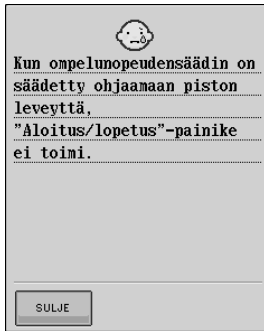 Kun ompelunopeudensäädin on
säädetty ohjaamaan piston
leveyttä,
"Aloitus/lopetus"-painike
ei toimi.
SULJE